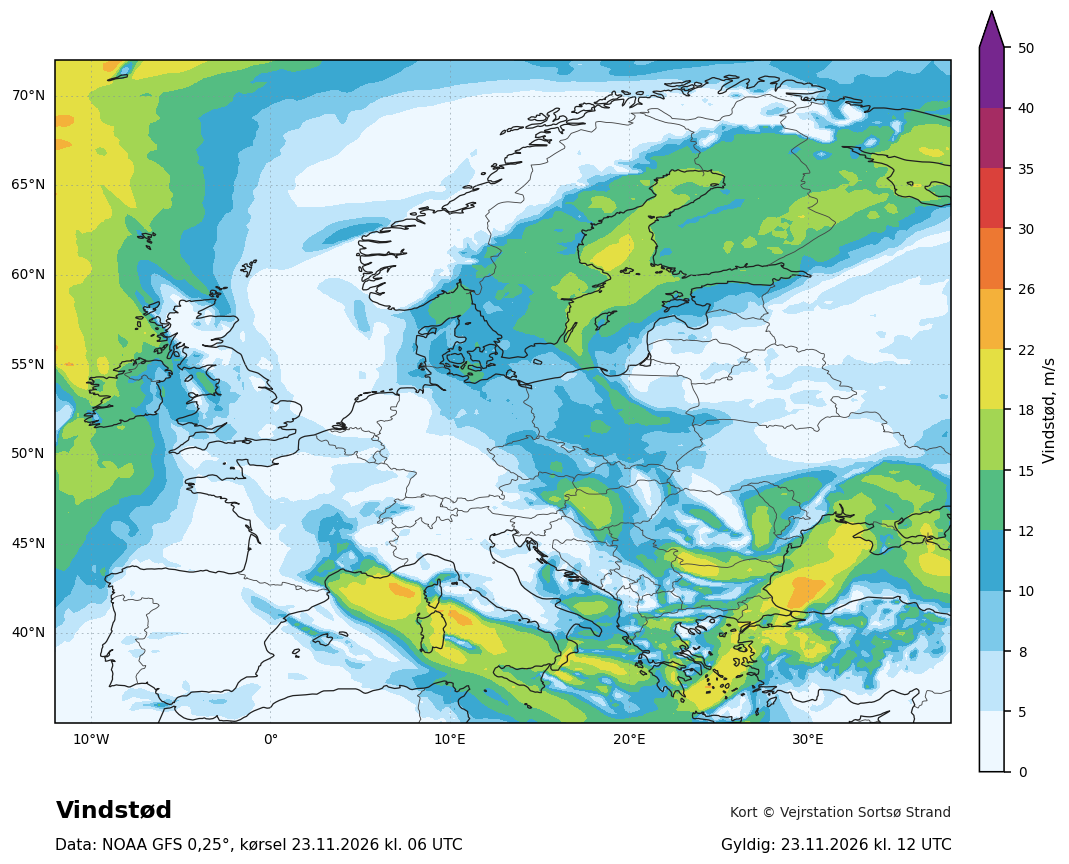 50
40
35
30
26
22
18
15
12
10
8
5
0
Vindstød, m/s
70°N
65°N
60°N
55°N
50°N
45°N
40°N
10°W
0°
10°E
20°E
30°E
Vindstød
Kort © Vejrstation Sortsø Strand
Data: NOAA GFS 0,25°, kørsel 23.11.2026 kl. 06 UTC
Gyldig: 23.11.2026 kl. 12 UTC